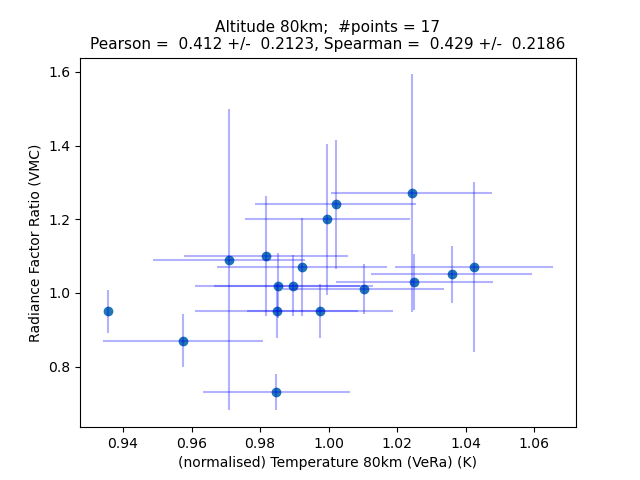 Altitude 80km;  #points = 17
Pearson =  0.412 +/-  0.2123, Spearman =  0.429 +/-  0.2186
1.6
1.4
1.2
1.0
0.8
Radiance Factor Ratio (VMC)
0.94 0.96 0.98 1.00 1.02 1.04 1.06
(normalised) Temperature 80km (VeRa) (K)